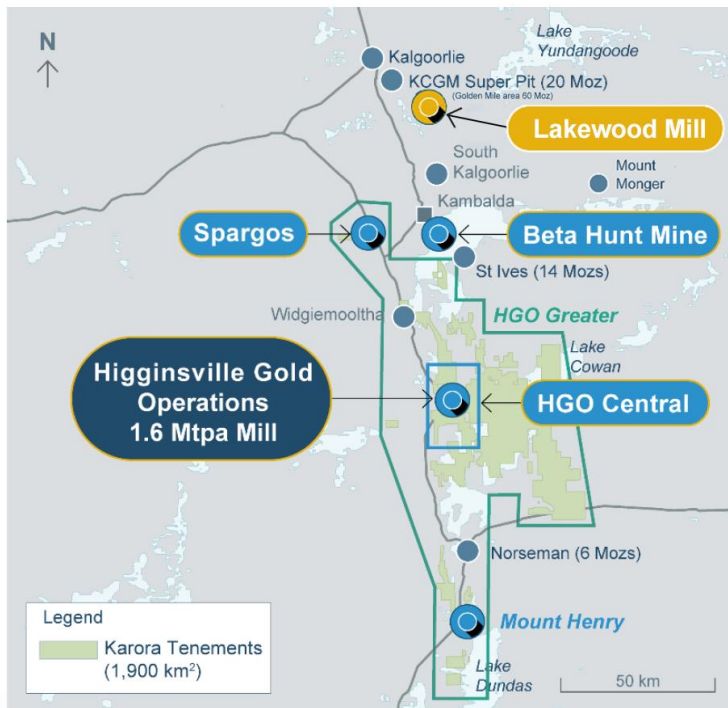 Lake
Yundangoode
N
Kalgoorlie
KCGM Super Pit (20 Moz)
(Golden Mile area 60 Moz)
Lakewood Mill
South
Kalgoorlie
Mount
Monger
Kambalda
Spargos
Beta Hunt Mine
St Ives (14 Mozs)
Widgiemooltha
HGO Greater
Lake
Cowan
Higginsville Gold
Operations
1.6 Mtpa Mill
HGO Central
Norseman (6 Mozs)
Mount Henry
Legend
Karora Tenements
(1,900 km²)
Lake
Dundas
50 km